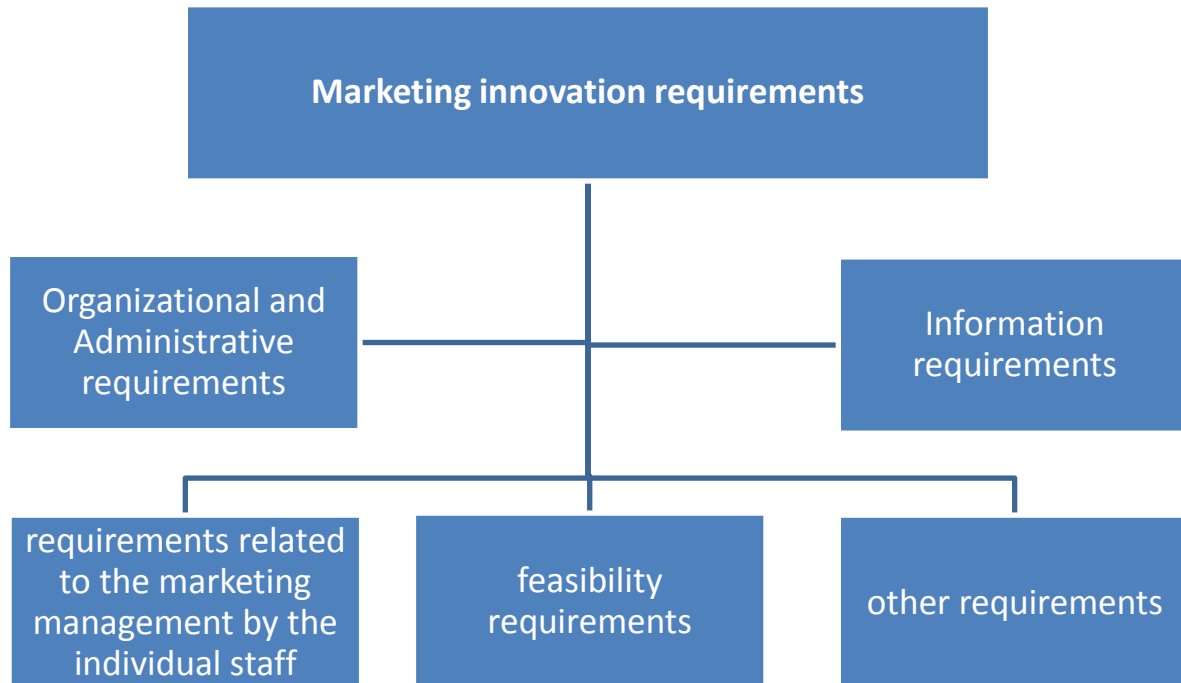 Marketing innovation requirements
Organizational and
Administrative
requirements
Information
requirements
requirements related
to the marketing
management by the
individual staff
feasibility
requirements
other requirements